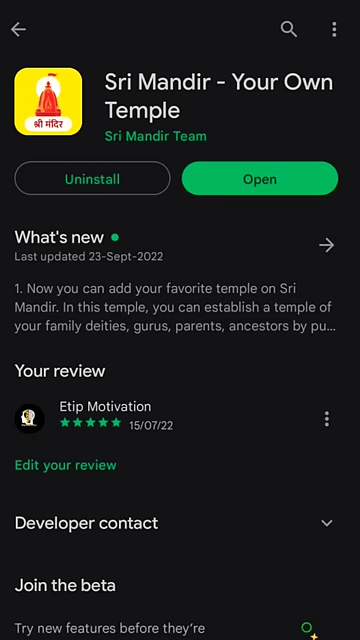 Sri Mandir - Your Own
Temple
श्री मंदिर
Sri Mandir Team
Uninstall
Open
What's new
Last updated 23-Sept-2022
1. Now you can add your favorite temple on Sri
Mandir. In this temple, you can establish a temple of
your family deities, gurus, parents, ancestors by pu...
Your review
Etip Motivation
15/07/22
Edit your review
Developer contact
Join the beta
Try new features before they're